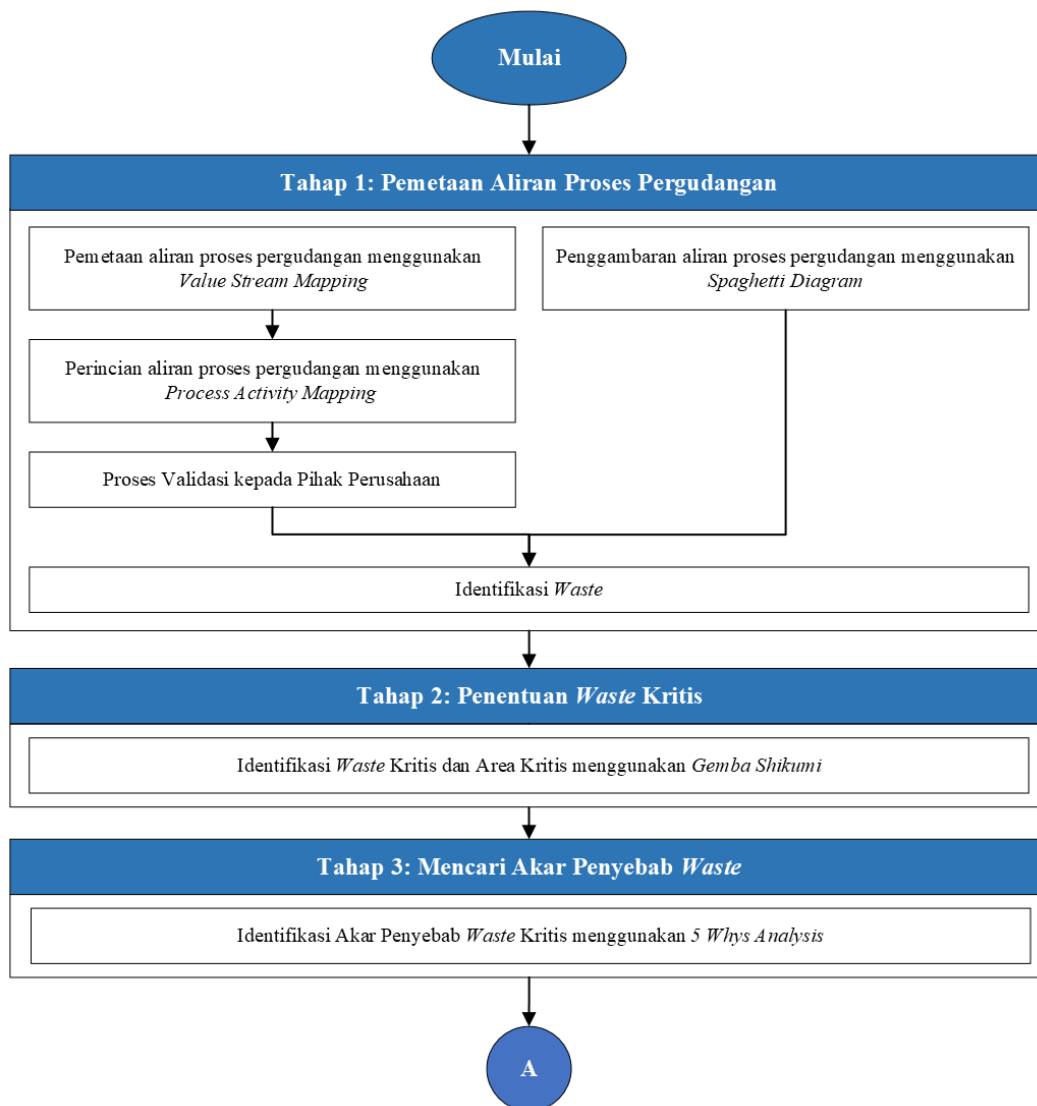 Mulai
Tahap 1: Pemetaan Aliran Proses Pergudangan
Pemetaan aliran proses pergudangan menggunakan
Value Stream Mapping
Penggambaran aliran proses pergudangan menggunakan
Spaghetti Diagram
Perincian aliran proses pergudangan menggunakan
Process Activity Mapping
Proses Validasi kepada Pihak Perusahaan
Identifikasi Waste
Tahap 2: Penentuan Waste Kritis
Identifikasi Waste Kritis dan Area Kritis menggunakan Gemba Shikumi
Tahap 3: Mencari Akar Penyebab Waste
Identifikasi Akar Penyebab Waste Kritis menggunakan 5 Whys Analysis
A